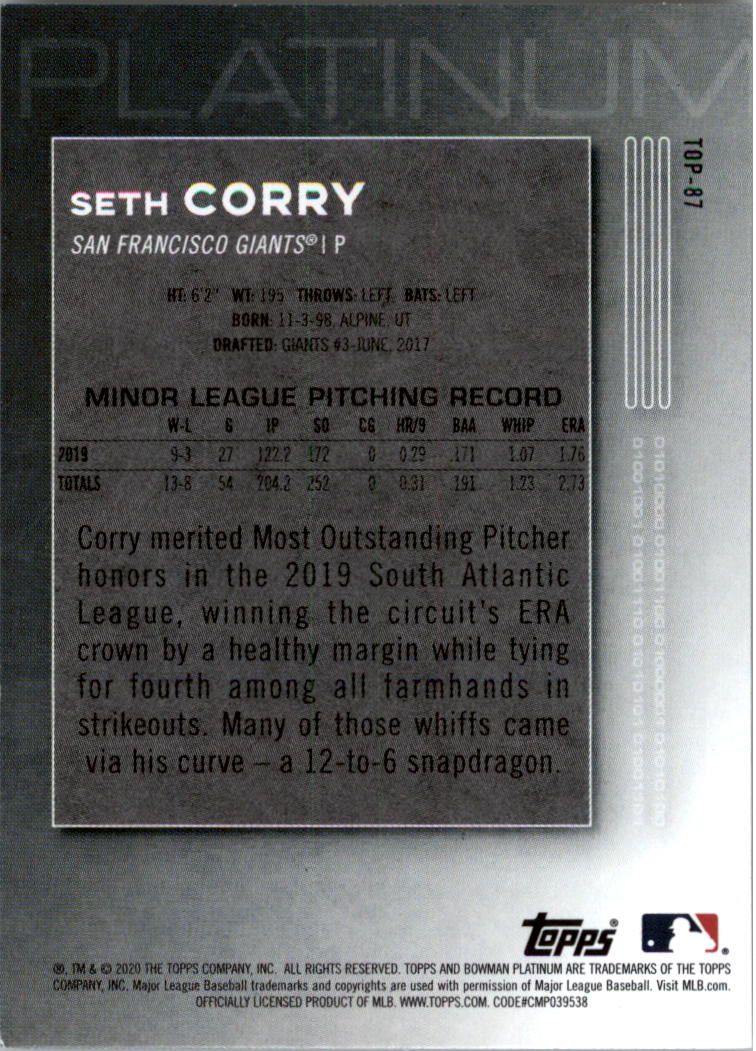 PLATINUM
TOP-87
SETH CORRY
SAN FRANCISCO GIANTS® | P
HT: 6'2" WT: 195 THROWS: LEFT BATS: LEFT
BORN: 11-3-98, ALPINE, UT
DRAFTED: GIANTS #3-JUNE, 2017
MINOR LEAGUE PITCHING RECORD
W-L G IP SO CG HR/9 BAA WHIP ERA
2019 9-3 27 122.2 172 0 0.29 .171 1.07 1.76
TOTALS 13-8 54 204.2 252 0 0.31 .191 1.23 2.73
Corry merited Most Outstanding Pitcher
honors in the 2019 South Atlantic
League, winning the circuit's ERA
crown by a healthy margin while tying
for fourth among all farmhands in
strikeouts. Many of those whiffs came
via his curve – a 12-to-6 snapdragon.
topps®
®, TM & © 2020 THE TOPPS COMPANY, INC. ALL RIGHTS RESERVED. TOPPS AND BOWMAN PLATINUM ARE TRADEMARKS OF THE TOPPS
COMPANY, INC. Major League Baseball trademarks and copyrights are used with permission of Major League Baseball. Visit MLB.com.
OFFICIALLY LICENSED PRODUCT OF MLB. WWW.TOPPS.COM. CODE#CMP039538